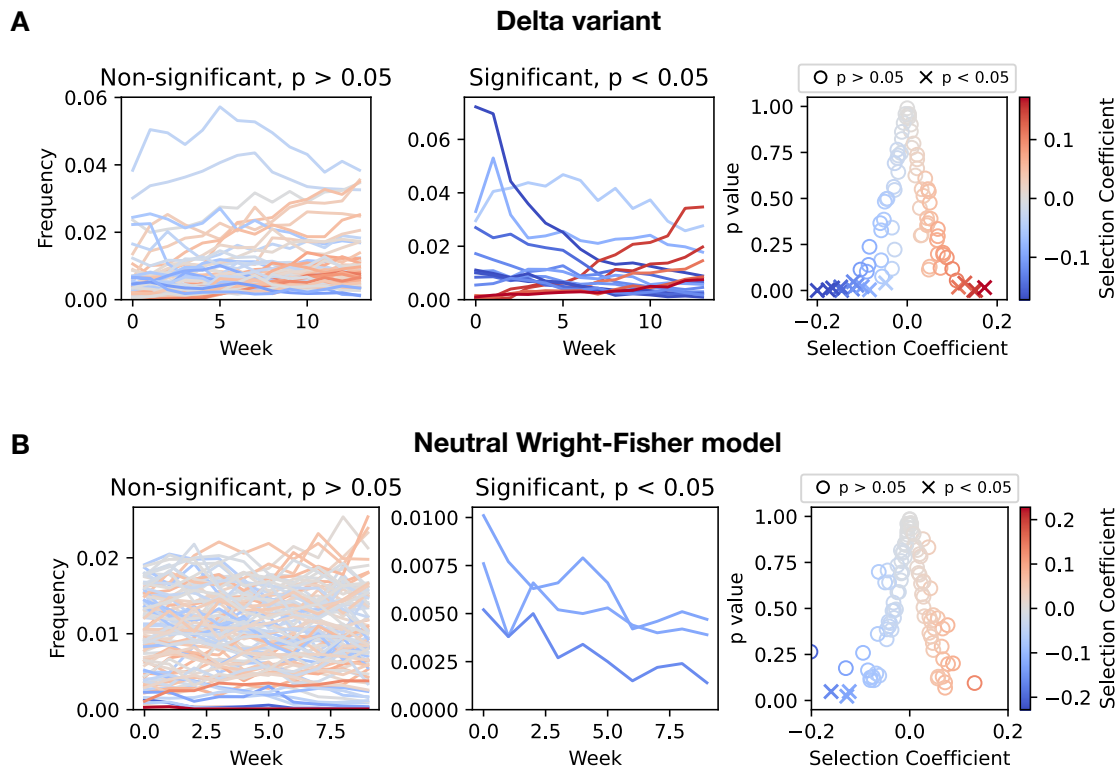 A
Delta variant
Non-significant, p > 0.05
Significant, p < 0.05
p > 0.05
p < 0.05
Frequency
0.06
0.04
0.02
0.00
0
5
10
Week
0.06
0.04
0.02
0.00
0
5
10
Week
p value
1.00
0.75
0.50
0.25
0.00
−0.2
0.0
0.2
Selection Coefficient
0.1
0.0
−0.1
Selection Coefficient
B
Neutral Wright-Fisher model
Non-significant, p > 0.05
Significant, p < 0.05
p > 0.05
p < 0.05
Frequency
0.02
0.01
0.00
0.0
2.5
5.0
7.5
Week
0.0100
0.0075
0.0050
0.0025
0.0000
0.0
2.5
5.0
7.5
Week
p value
1.00
0.75
0.50
0.25
0.00
−0.2
0.0
0.2
Selection Coefficient
0.2
0.1
0.0
−0.1
−0.2
Selection Coefficient